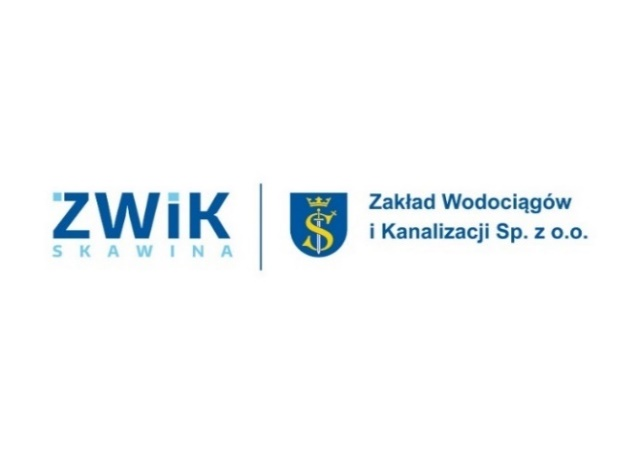 ZWiK
SKAWINA
Zakład Wodociągów
i Kanalizacji Sp. z o.o.